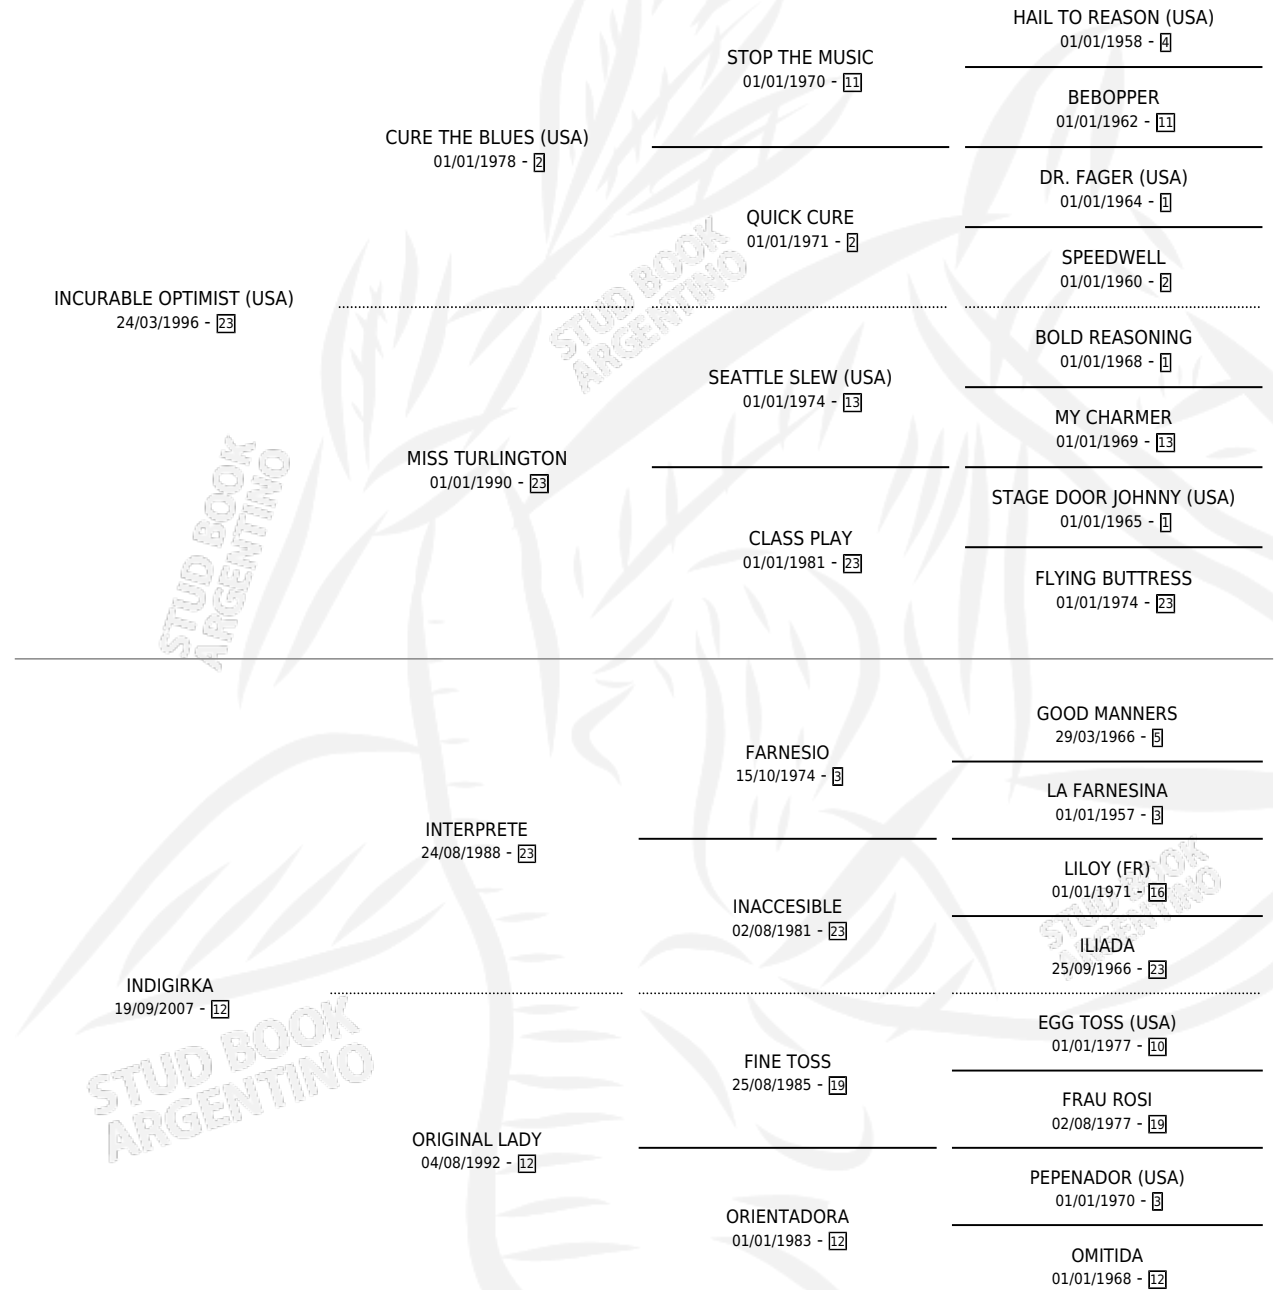 HAIL TO REASON (USA)
01/01/1958 - 4
STOP THE MUSIC
01/01/1970 - 11
BEBOPPER
01/01/1962 - 11
CURE THE BLUES (USA)
01/01/1978 - 2
DR. FAGER (USA)
01/01/1964 - 1
QUICK CURE
01/01/1971 - 2
SPEEDWELL
01/01/1960 - 2
INCURABLE OPTIMIST (USA)
24/03/1996 - 23
BOLD REASONING
01/01/1968 - 1
SEATTLE SLEW (USA)
01/01/1974 - 13
MY CHARMER
01/01/1969 - 13
MISS TURLINGTON
01/01/1990 - 23
STAGE DOOR JOHNNY (USA)
01/01/1965 - 1
CLASS PLAY
01/01/1981 - 23
FLYING BUTTRESS
01/01/1974 - 23
GOOD MANNERS
29/03/1966 - 5
FARNESIO
15/10/1974 - 3
LA FARNESINA
01/01/1957 - 3
INTERPRETE
24/08/1988 - 23
LILOY (FR)
01/01/1971 - 16
INACCESIBLE
02/08/1981 - 23
ILIADA
25/09/1966 - 23
INDIGIRKA
19/09/2007 - 12
EGG TOSS (USA)
01/01/1977 - 10
FINE TOSS
25/08/1985 - 19
FRAU ROSI
02/08/1977 - 19
ORIGINAL LADY
04/08/1992 - 12
PEPENADOR (USA)
01/01/1970 - 3
ORIENTADORA
01/01/1983 - 12
OMITIDA
01/01/1968 - 12
STUD BOOK
ARGENTINO
STUD BOOK
ARGENTINO
STUD BOOK
ARGENTINO
STUD BOOK
ARGENTINO